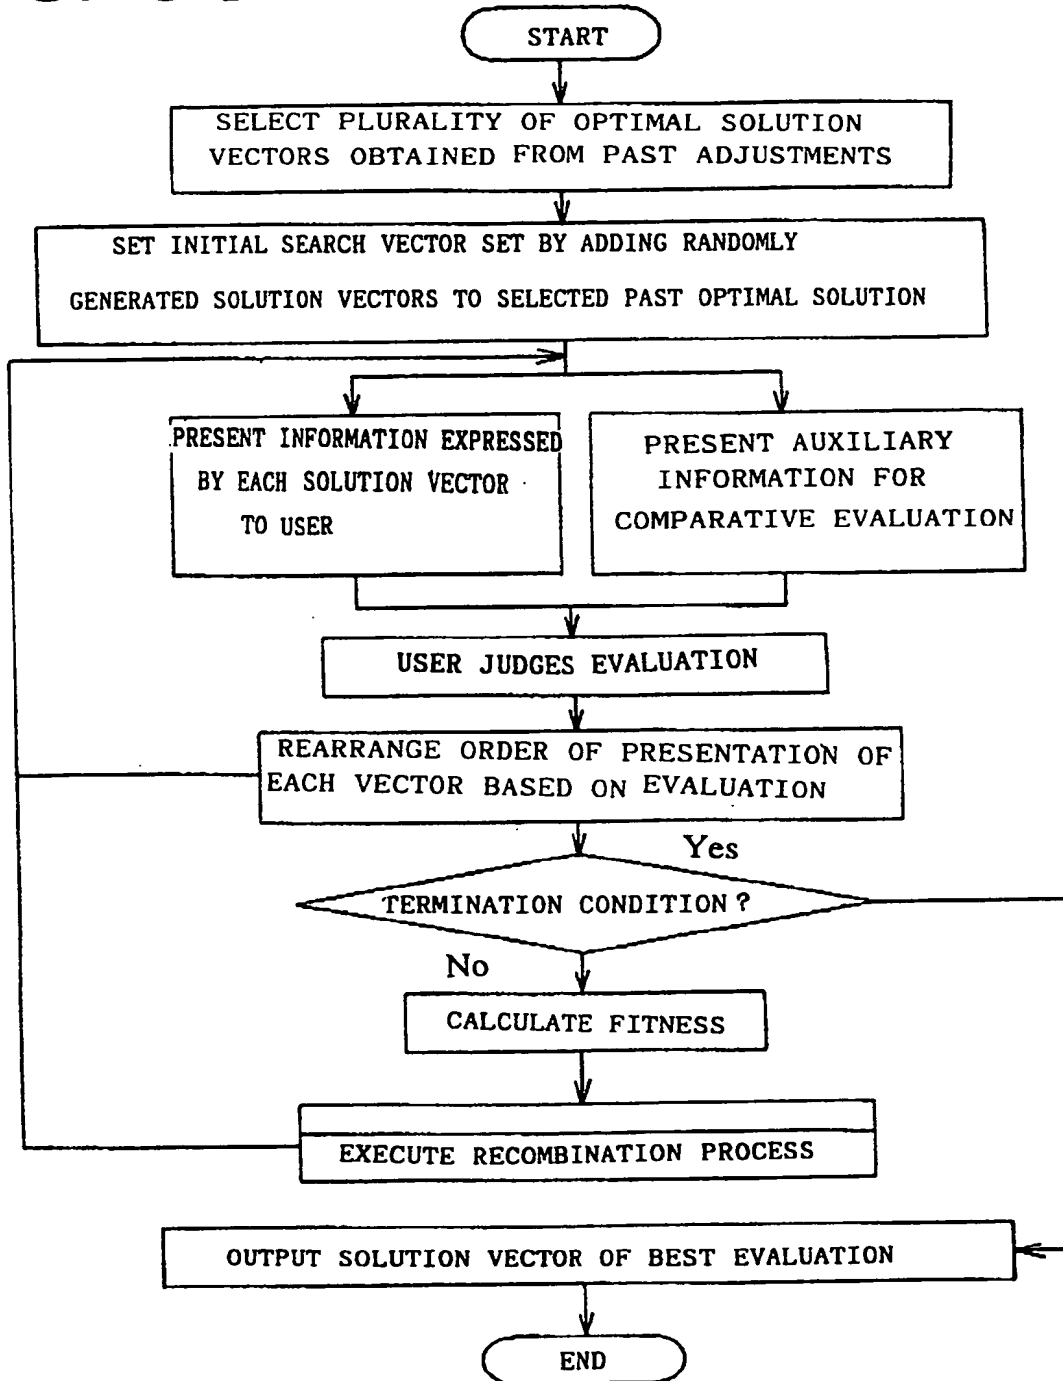 START
SELECT PLURALITY OF OPTIMAL SOLUTION
VECTORS OBTAINED FROM PAST ADJUSTMENTS
SET INITIAL SEARCH VECTOR SET BY ADDING RANDOMLY
GENERATED SOLUTION VECTORS TO SELECTED PAST OPTIMAL SOLUTION
PRESENT INFORMATION EXPRESSED
BY EACH SOLUTION VECTOR
TO USER
PRESENT AUXILIARY
INFORMATION FOR
COMPARATIVE EVALUATION
USER JUDGES EVALUATION
REARRANGE ORDER OF PRESENTATION OF
EACH VECTOR BASED ON EVALUATION
Yes
TERMINATION CONDITION?
No
CALCULATE FITNESS
EXECUTE RECOMBINATION PROCESS
OUTPUT SOLUTION VECTOR OF BEST EVALUATION
END